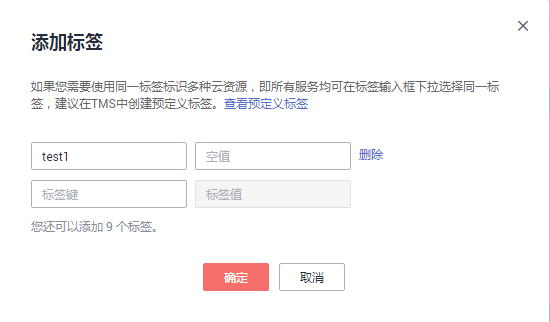 添加标签
如果您需要使用同一标签标识多种云资源，即所有服务均可在标签输入框下拉选择同一标
签，建议在TMS中创建预定义标签。查看预定义标签
test1 空值 删除
标签键 标签值
您还可以添加 9 个标签。
确定 取消